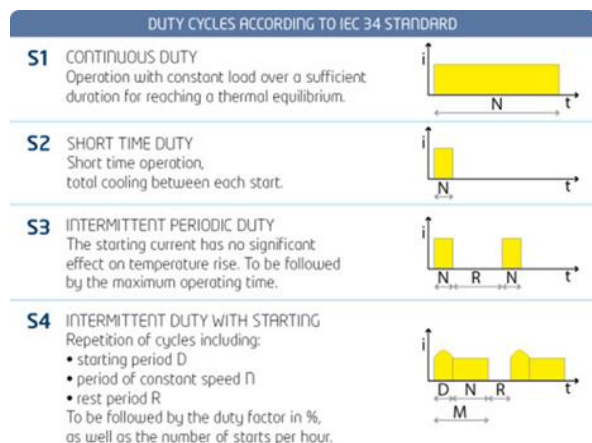 DUTY CYCLES ACCORDING TO IEC 34 STANDARD
S1 CONTINUOUS DUTY
Operation with constant load over a sufficient
duration for reaching a thermal equilibrium.
i
N
t
S2 SHORT TIME DUTY
Short time operation,
total cooling between each start.
i
N
t
S3 INTERMITTENT PERIODIC DUTY
The starting current has no significant
effect on temperature rise. To be followed
by the maximum operating time.
i
N R N
t
S4 INTERMITTENT DUTY WITH STARTING
Repetition of cycles including:
• starting period D
• period of constant speed N
• rest period R
To be followed by the duty factor in %,
as well as the number of starts per hour.
i
D N R
t
M